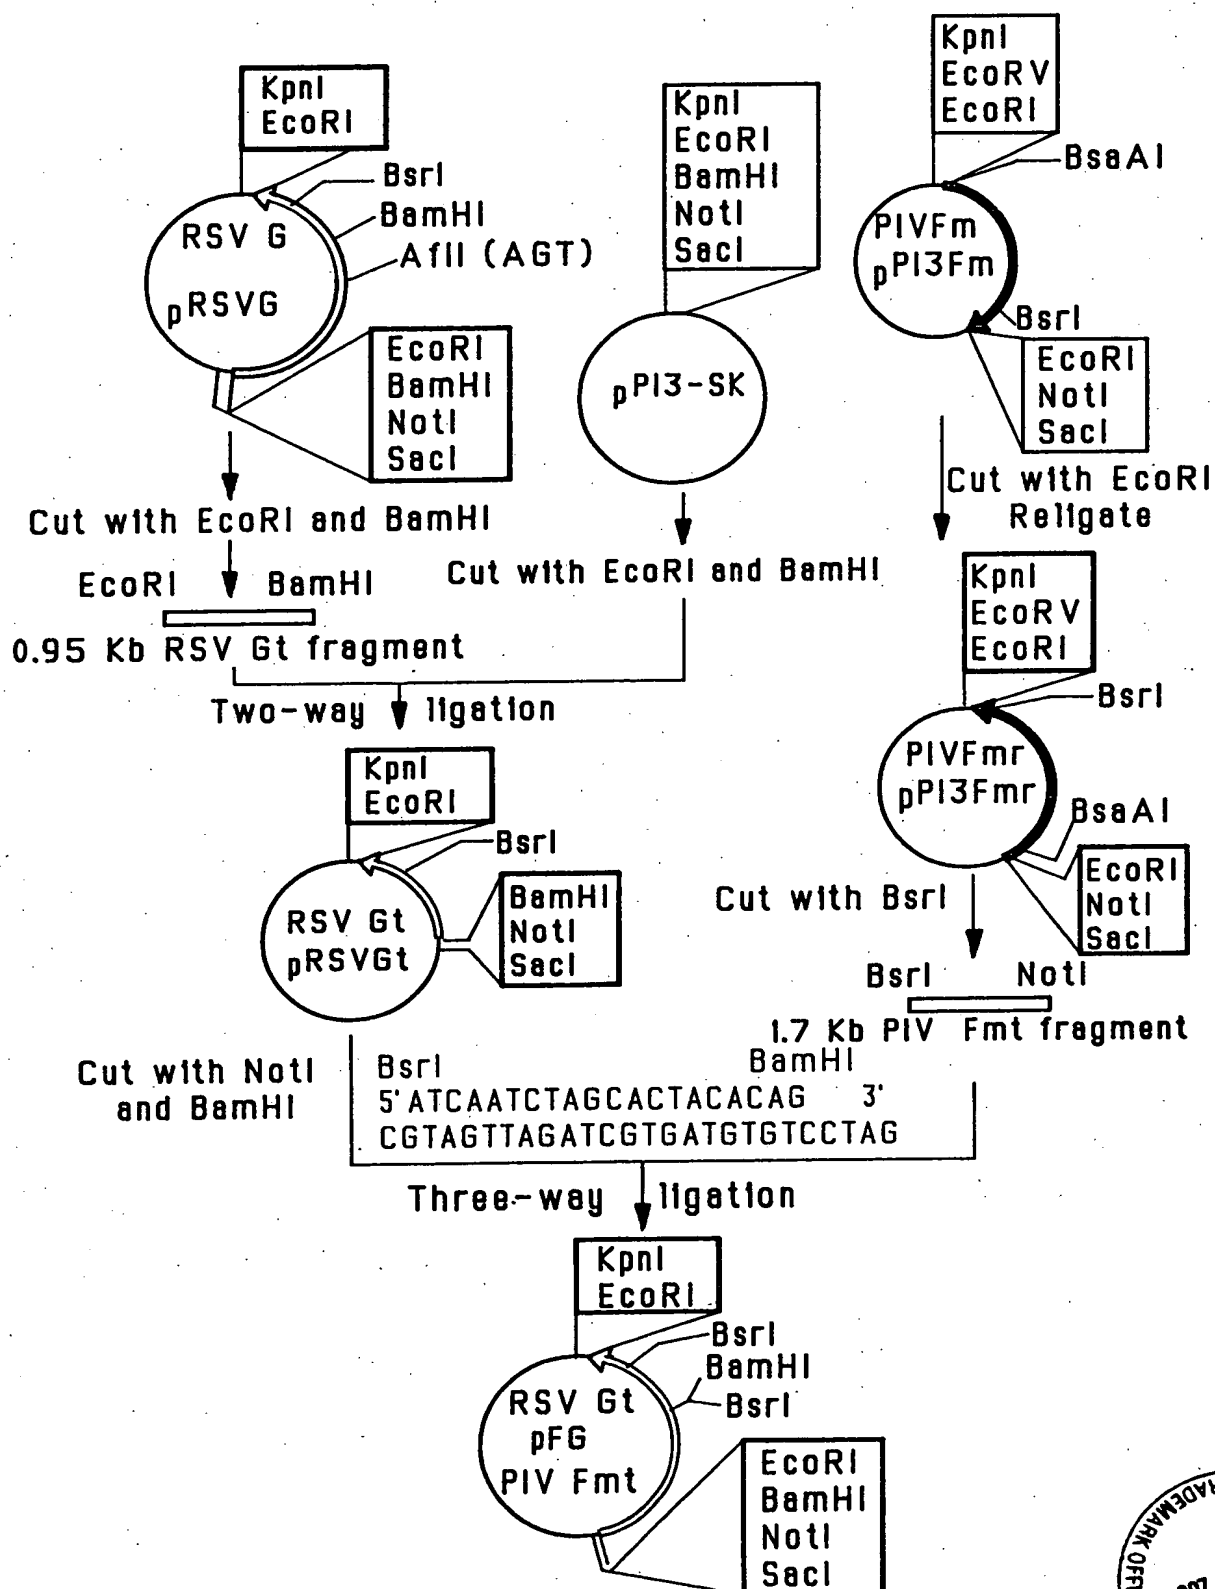 KpnI
EcoRI
BsrI
BamHI
AflI (AGT)
RSV G
pRSVG
EcoRI
BamHI
NotI
SacI
Cut with EcoRI and BamHI
EcoRI BamHI
0.95 Kb RSV Gt fragment
KpnI
EcoRI
BamHI
NotI
SacI
pPI3-SK
Cut with EcoRI and BamHI
KpnI
EcoRV
EcoRI
BsaAI
PIVFm
pPI3Fm
BsrI
EcoRI
NotI
SacI
Cut with EcoRI
Religate
KpnI
EcoRV
EcoRI
BsrI
PIVFmr
pPI3Fmr
BsaAI
EcoRI
NotI
SacI
Cut with BsrI
BsrI NotI
1.7 Kb PIV Fmt fragment
Two-way ligation
KpnI
EcoRI
BsrI
RSV Gt
pRSVGt
BamHI
NotI
SacI
Cut with NotI
and BamHI
BsrI BamHI
5'ATCAATCTAGCACTACACAG 3'
CGTAGTTAGATCGTGATGTGTCCTAG
Three-way ligation
KpnI
EcoRI
BsrI
BamHI
BsrI
RSV Gt
pFG
PIV Fmt
EcoRI
BamHI
NotI
SacI